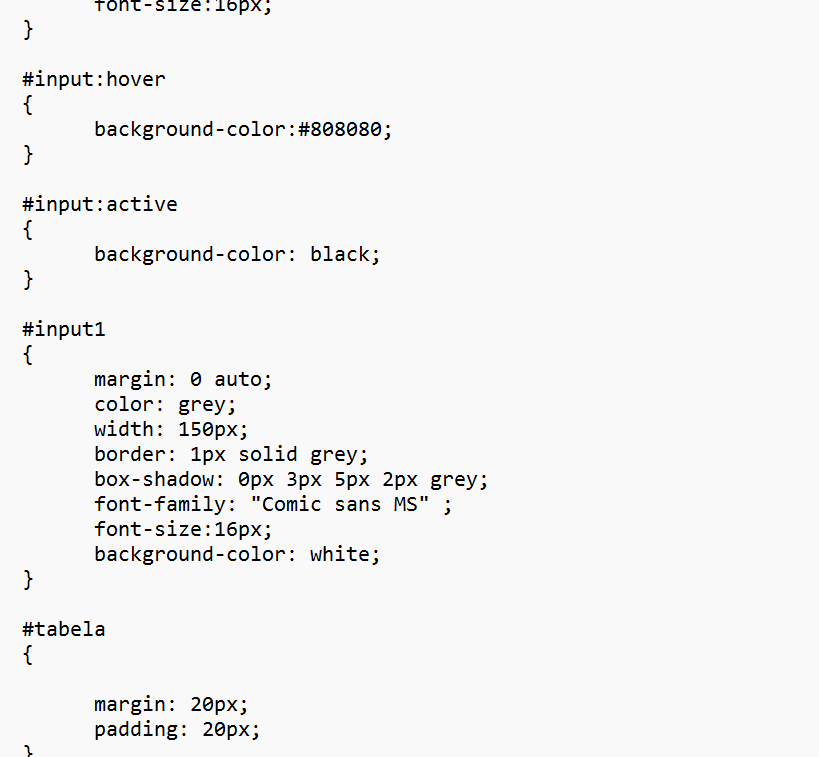 font-size:16px;
}
#input:hover
{
background-color:#808080;
}
#input:active
{
background-color: black;
}
#input1
{
margin: 0 auto;
color: grey;
width: 150px;
border: 1px solid grey;
box-shadow: 0px 3px 5px 2px grey;
font-family: "Comic sans MS" ;
font-size:16px;
background-color: white;
}
#tabela
{
margin: 20px;
padding: 20px;
}